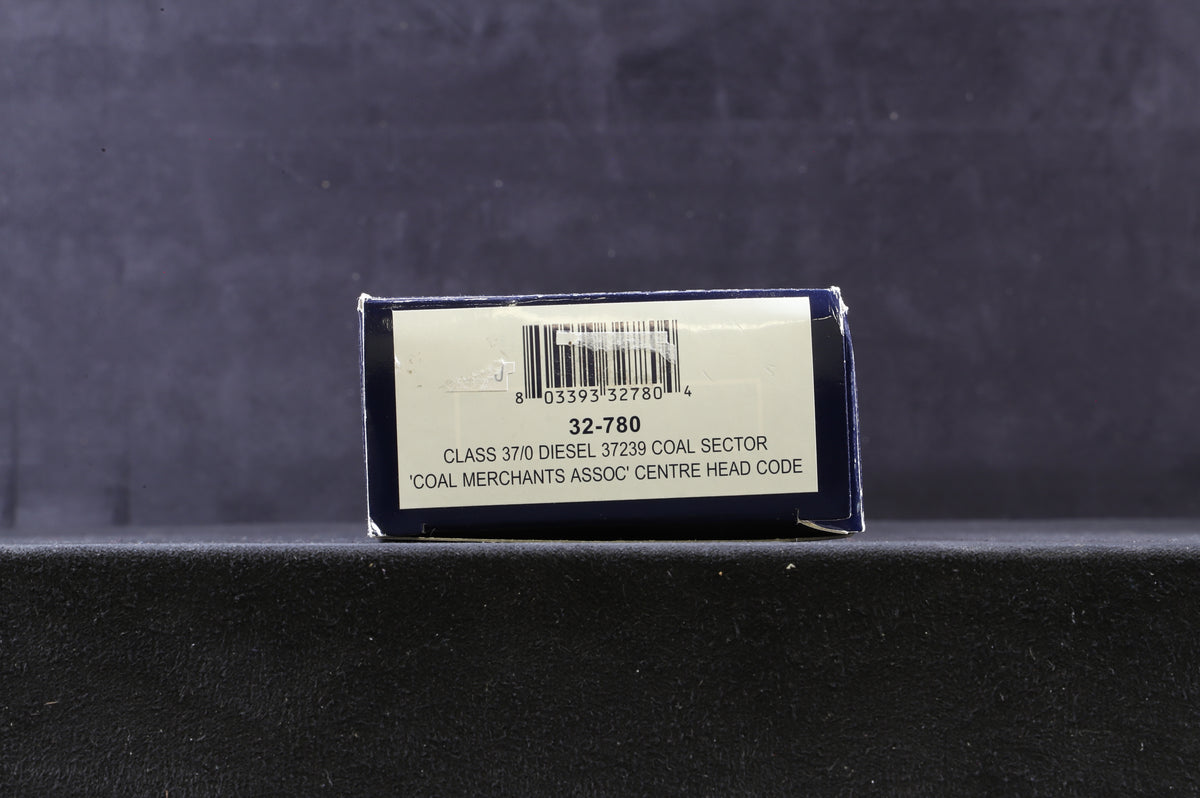 8 03393 32780 4
32-780
CLASS 37/0 DIESEL 37239 COAL SECTOR
'COAL MERCHANTS ASSOC' CENTRE HEAD CODE